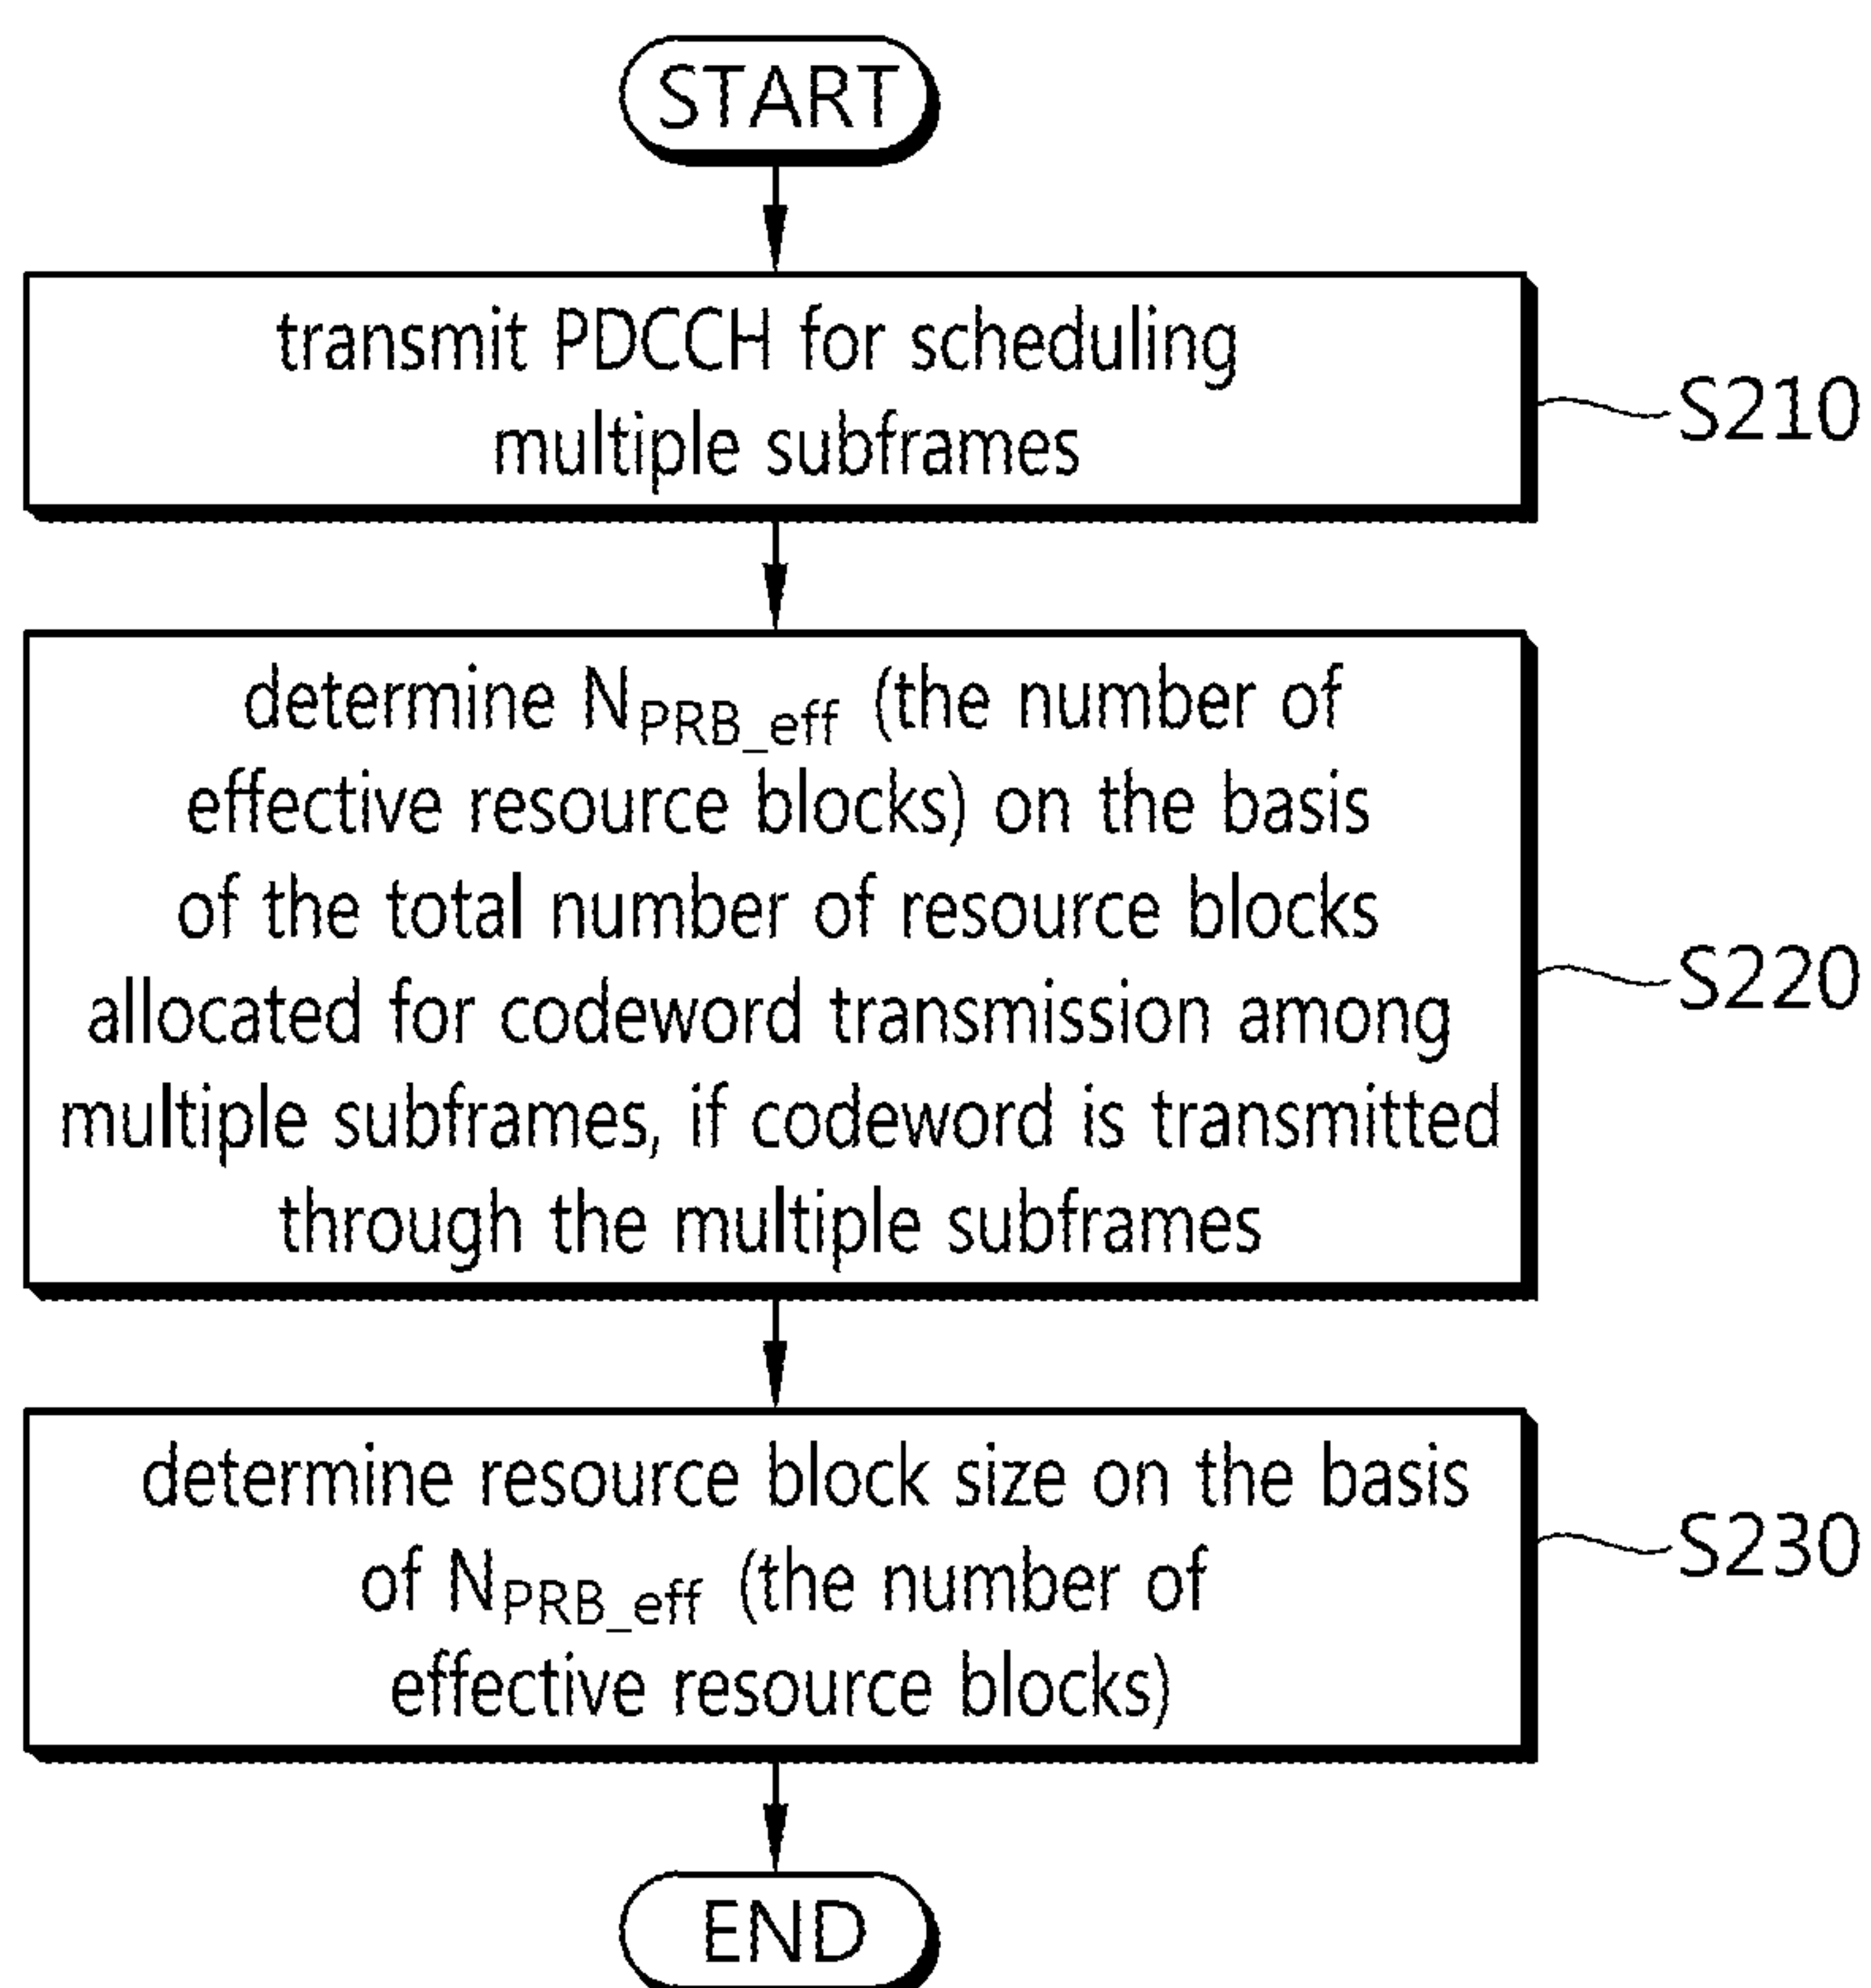 START
transmit PDCCH for scheduling
multiple subframes
S210
determine NPRB_eff (the number of
effective resource blocks) on the basis
of the total number of resource blocks
allocated for codeword transmission among
multiple subframes, if codeword is transmitted
through the multiple subframes
S220
determine resource block size on the basis
of NPRB_eff (the number of
effective resource blocks)
S230
END